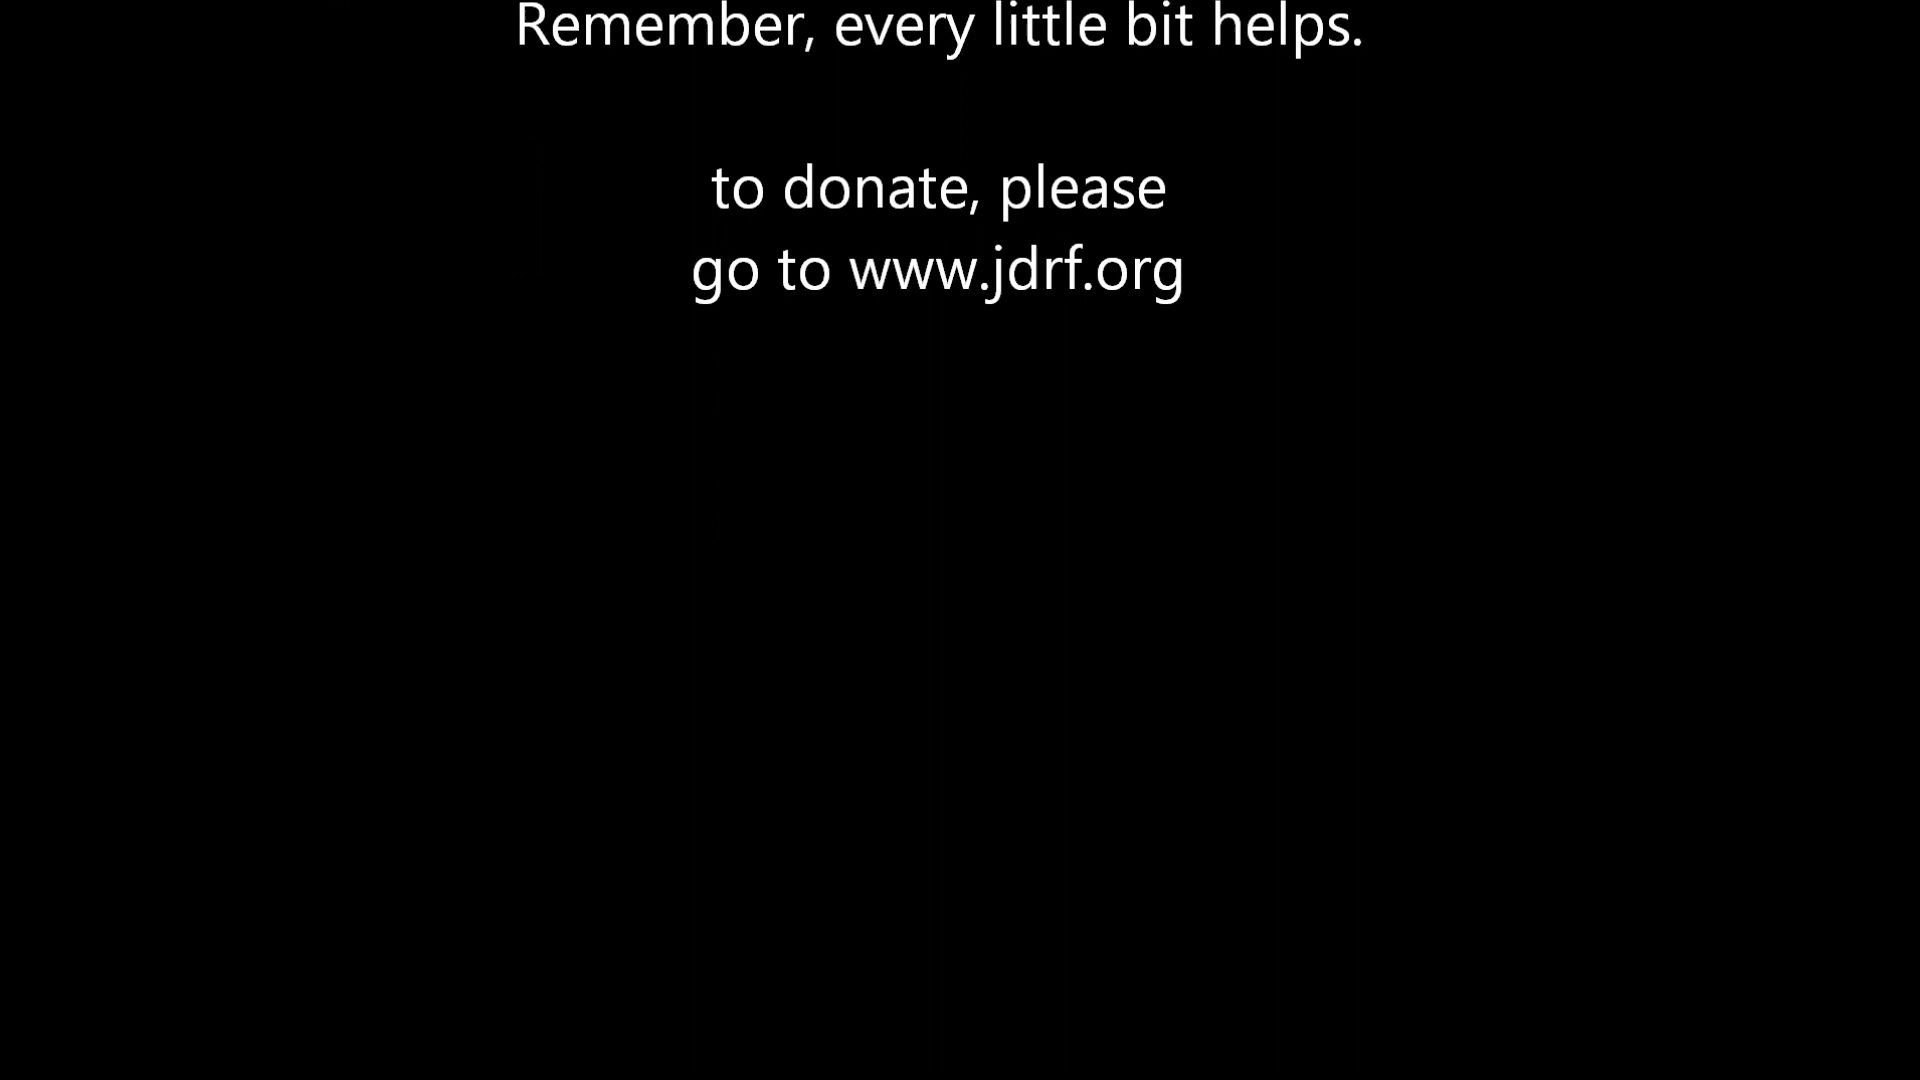 Remember, every little bit helps.
to donate, please
go to www.jdrf.org